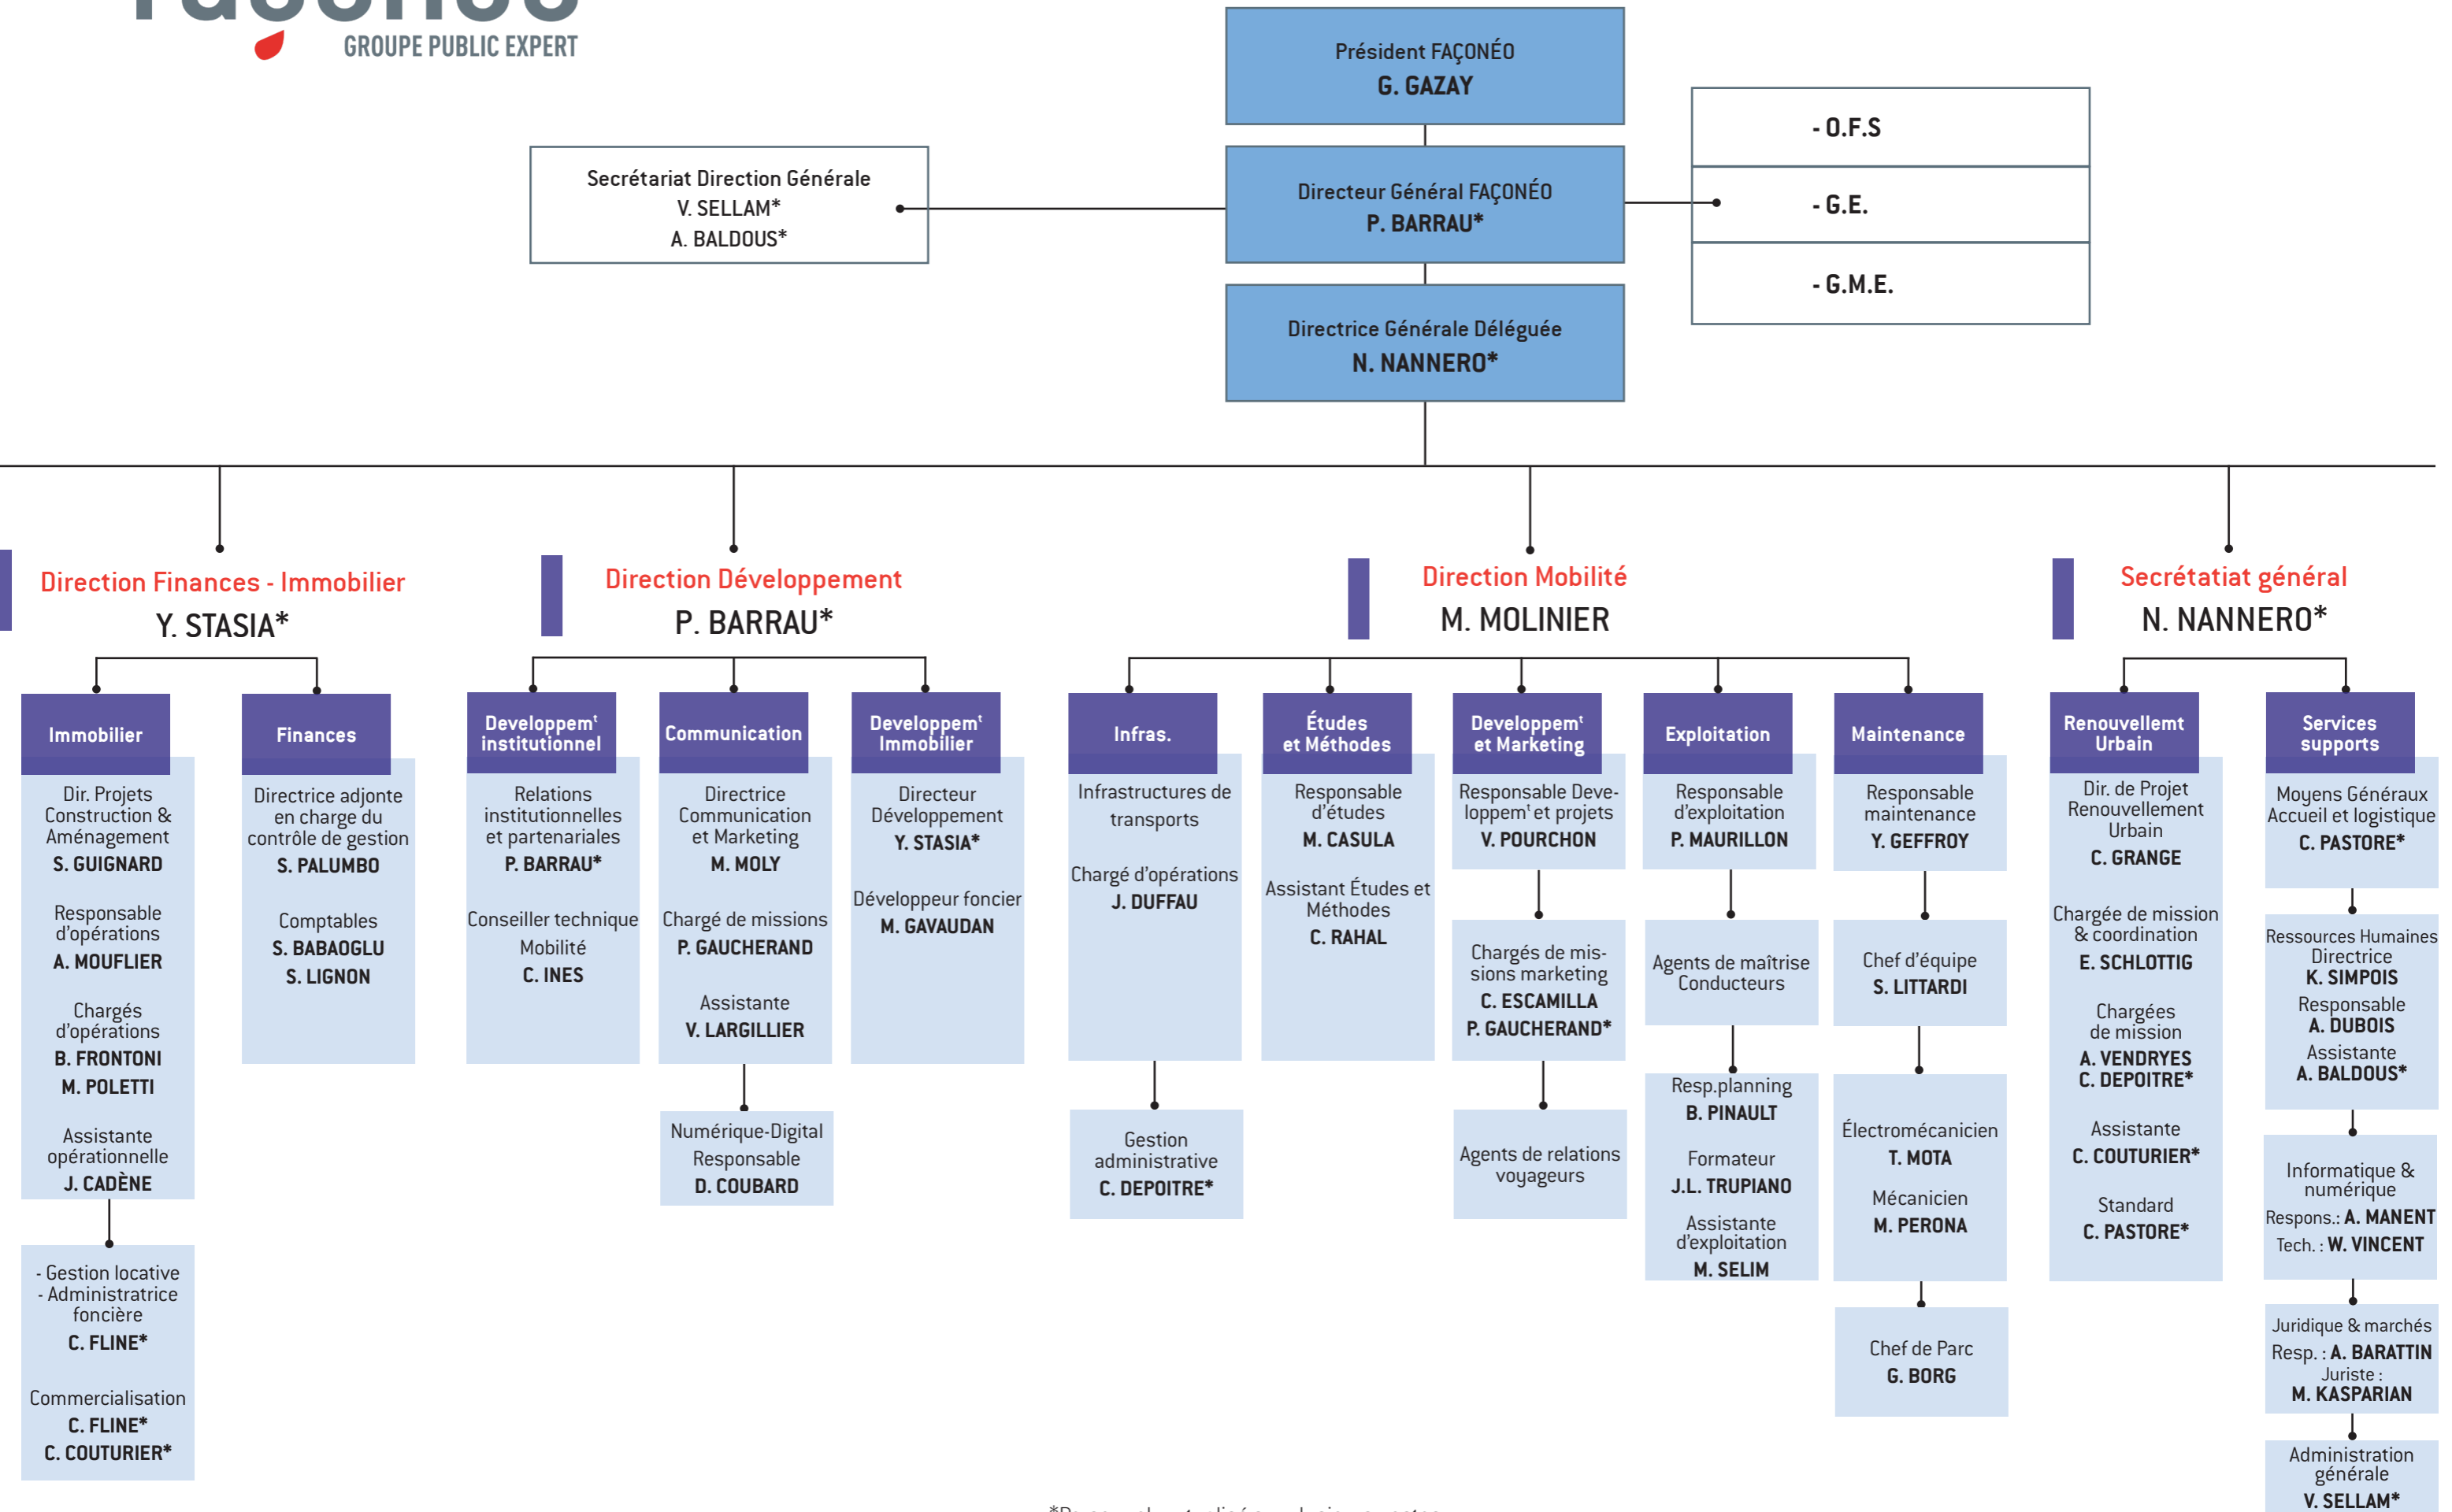 GROUPE PUBLIC EXPERT
Président FAÇONÉO
G. GAZAY
Secrétariat Direction Générale
V. SELLAM*
A. BALDOUS*
Directeur Général FAÇONÉO
P. BARRAU*
- O.F.S
- G.E.
- G.M.E.
Directrice Générale Déléguée
N. NANNERO*
Direction Finances - Immobilier
Y. STASIA*
Immobilier
Dir. Projets
Construction &
Aménagement
S. GUIGNARD
Responsable
d'opérations
A. MOUFLIER
Chargés
d'opérations
B. FRONTONI
M. POLETTI
Assistante
opérationnelle
J. CADÈNE
- Gestion locative
- Administratrice
foncière
C. FLINE*
Commercialisation
C. FLINE*
C. COUTURIER*
Finances
Directrice adjonte
en charge du
contrôle de gestion
S. PALUMBO
Comptables
S. BABAOGLU
S. LIGNON
Direction Développement
P. BARRAU*
Developpemᵗ
institutionnel
Relations
institutionnelles
et partenariales
P. BARRAU*
Conseiller technique
Mobilité
C. INES
Communication
Directrice
Communication
et Marketing
M. MOLY
Chargé de missions
P. GAUCHERAND
Assistante
V. LARGILLIER
Numérique-Digital
Responsable
D. COUBARD
Developpemᵗ
Immobilier
Directeur
Développement
Y. STASIA*
Développeur foncier
M. GAVAUDAN
Direction Mobilité
M. MOLINIER
Infras.
Infrastructures de
transports
Chargé d'opérations
J. DUFFAU
Gestion
administrative
C. DEPOITRE*
Études
et Méthodes
Responsable
d'études
M. CASULA
Assistant Études et
Méthodes
C. RAHAL
Developpemᵗ
et Marketing
Responsable Deve-
loppemᵗ et projets
V. POURCHON
Chargés de mis-
sions marketing
C. ESCAMILLA
P. GAUCHERAND*
Agents de relations
voyageurs
Exploitation
Responsable
d'exploitation
P. MAURILLON
Agents de maîtrise
Conducteurs
Resp.planning
B. PINAULT
Formateur
J.L. TRUPIANO
Assistante
d'exploitation
M. SELIM
Maintenance
Responsable
maintenance
Y. GEFFROY
Chef d'équipe
S. LITTARDI
Électromécanicien
T. MOTA
Mécanicien
M. PERONA
Chef de Parc
G. BORG
Secrétatiat général
N. NANNERO*
Renouvellemt
Urbain
Dir. de Projet
Renouvellement
Urbain
C. GRANGE
Chargée de mission
& coordination
E. SCHLOTTIG
Chargées
de mission
A. VENDRYES
C. DEPOITRE*
Assistante
C. COUTURIER*
Standard
C. PASTORE*
Services
supports
Moyens Généraux
Accueil et logistique
C. PASTORE*
Ressources Humaines
Directrice
K. SIMPOIS
Responsable
A. DUBOIS
Assistante
A. BALDOUS*
Informatique &
numérique
Respons.: A. MANENT
Tech. : W. VINCENT
Juridique & marchés
Resp. : A. BARATTIN
Juriste :
M. KASPARIAN
Administration
générale
V. SELLAM*